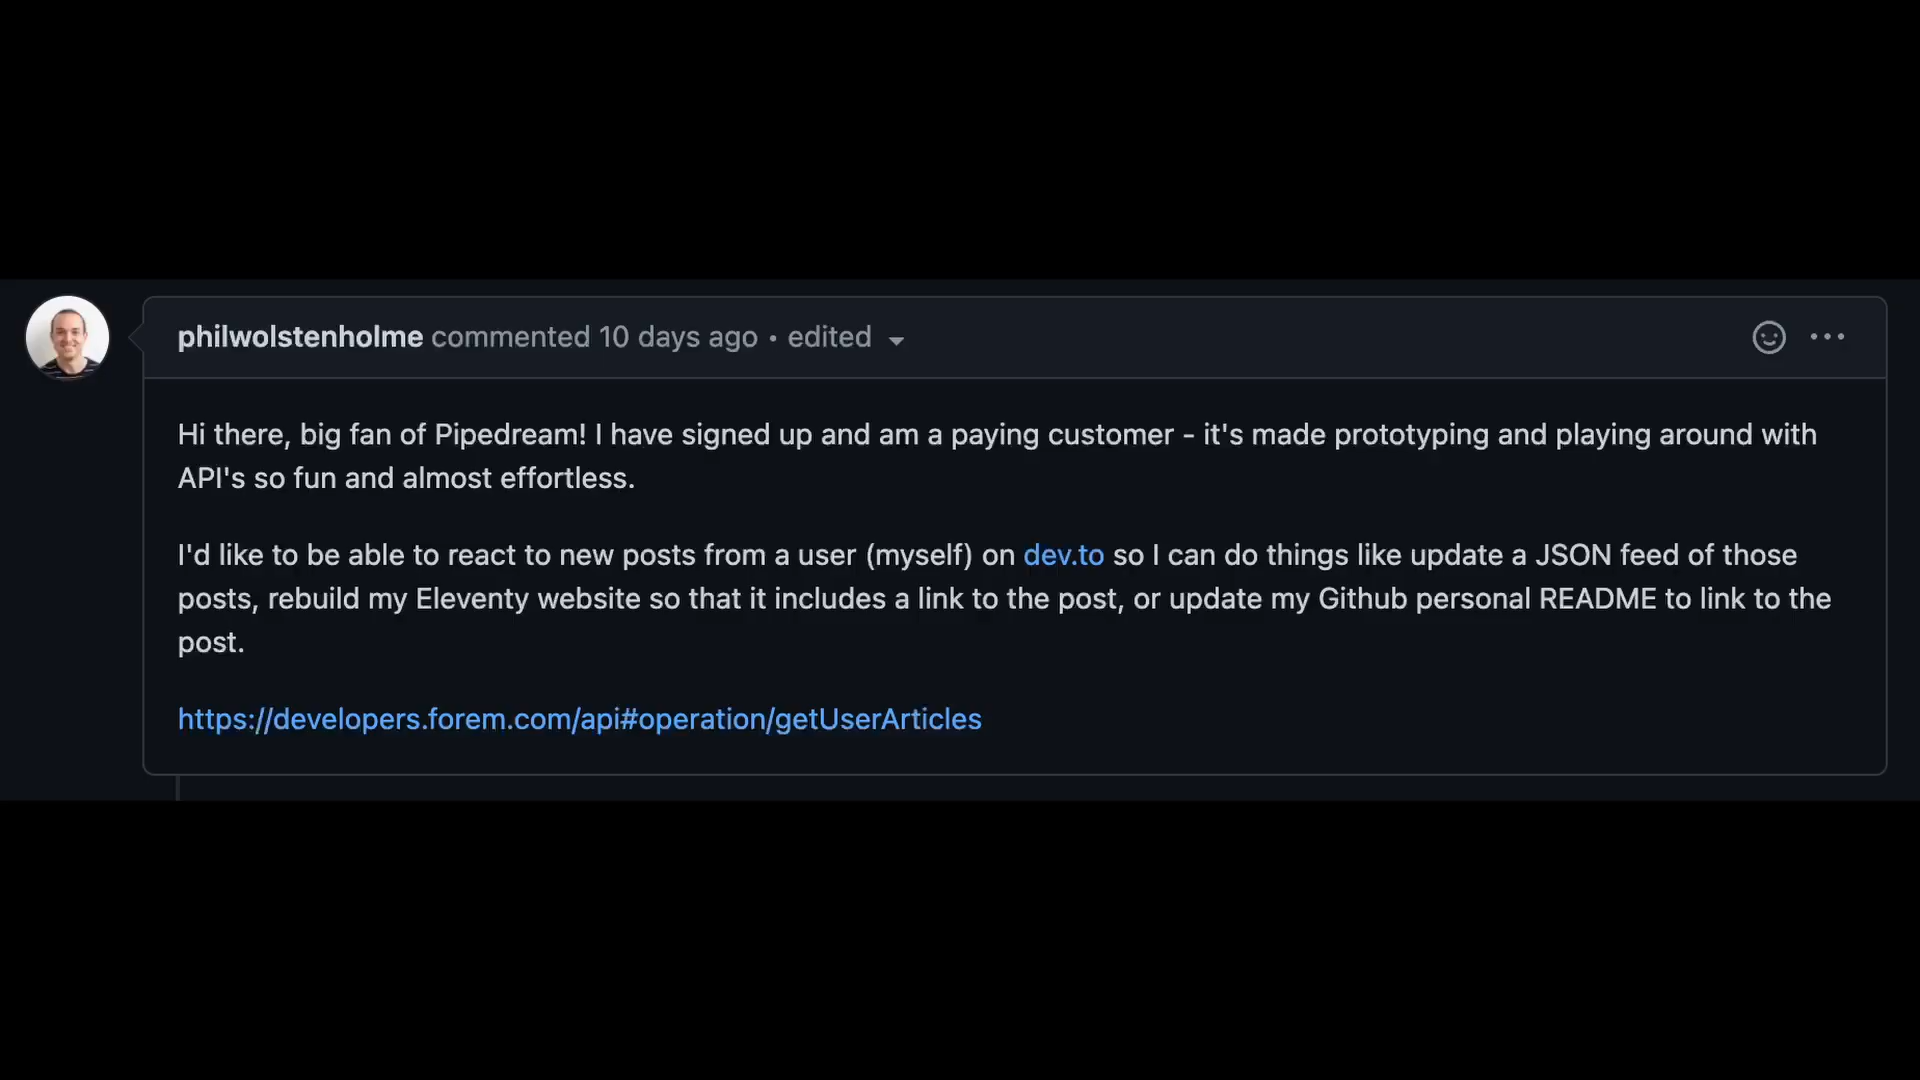 philwolstenholme commented 10 days ago • edited
Hi there, big fan of Pipedream! I have signed up and am a paying customer - it's made prototyping and playing around with
API's so fun and almost effortless.
I'd like to be able to react to new posts from a user (myself) on dev.to so I can do things like update a JSON feed of those
posts, rebuild my Eleventy website so that it includes a link to the post, or update my Github personal README to link to the
post.
https://developers.forem.com/api#operation/getUserArticles